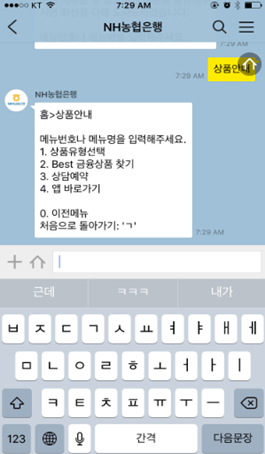 KT 7:29 AM
NH농협은행
7:29 AM
상품안내
7:29 AM
NH농협은행
홈>상품안내
메뉴번호나 메뉴명을 입력해주세요.
1. 상품유형선택
2. Best 금융상품 찾기
3. 상담예약
4. 앱 바로가기
0. 이전메뉴
처음으로 돌아가기: 'ㄱ'
7:29 AM
근데 ㅋㅋㅋ 내가
ㅂ ㅈ ㄷ ㄱ ㅅ ㅛ ㅕ ㅑ ㅐ ㅔ
ㅁ ㄴ ㅇ ㄹ ㅎ ㅗ ㅓ ㅏ ㅣ
ㅋ ㅌ ㅊ ㅍ ㅠ ㅜ ㅡ
123 간격 다음문장